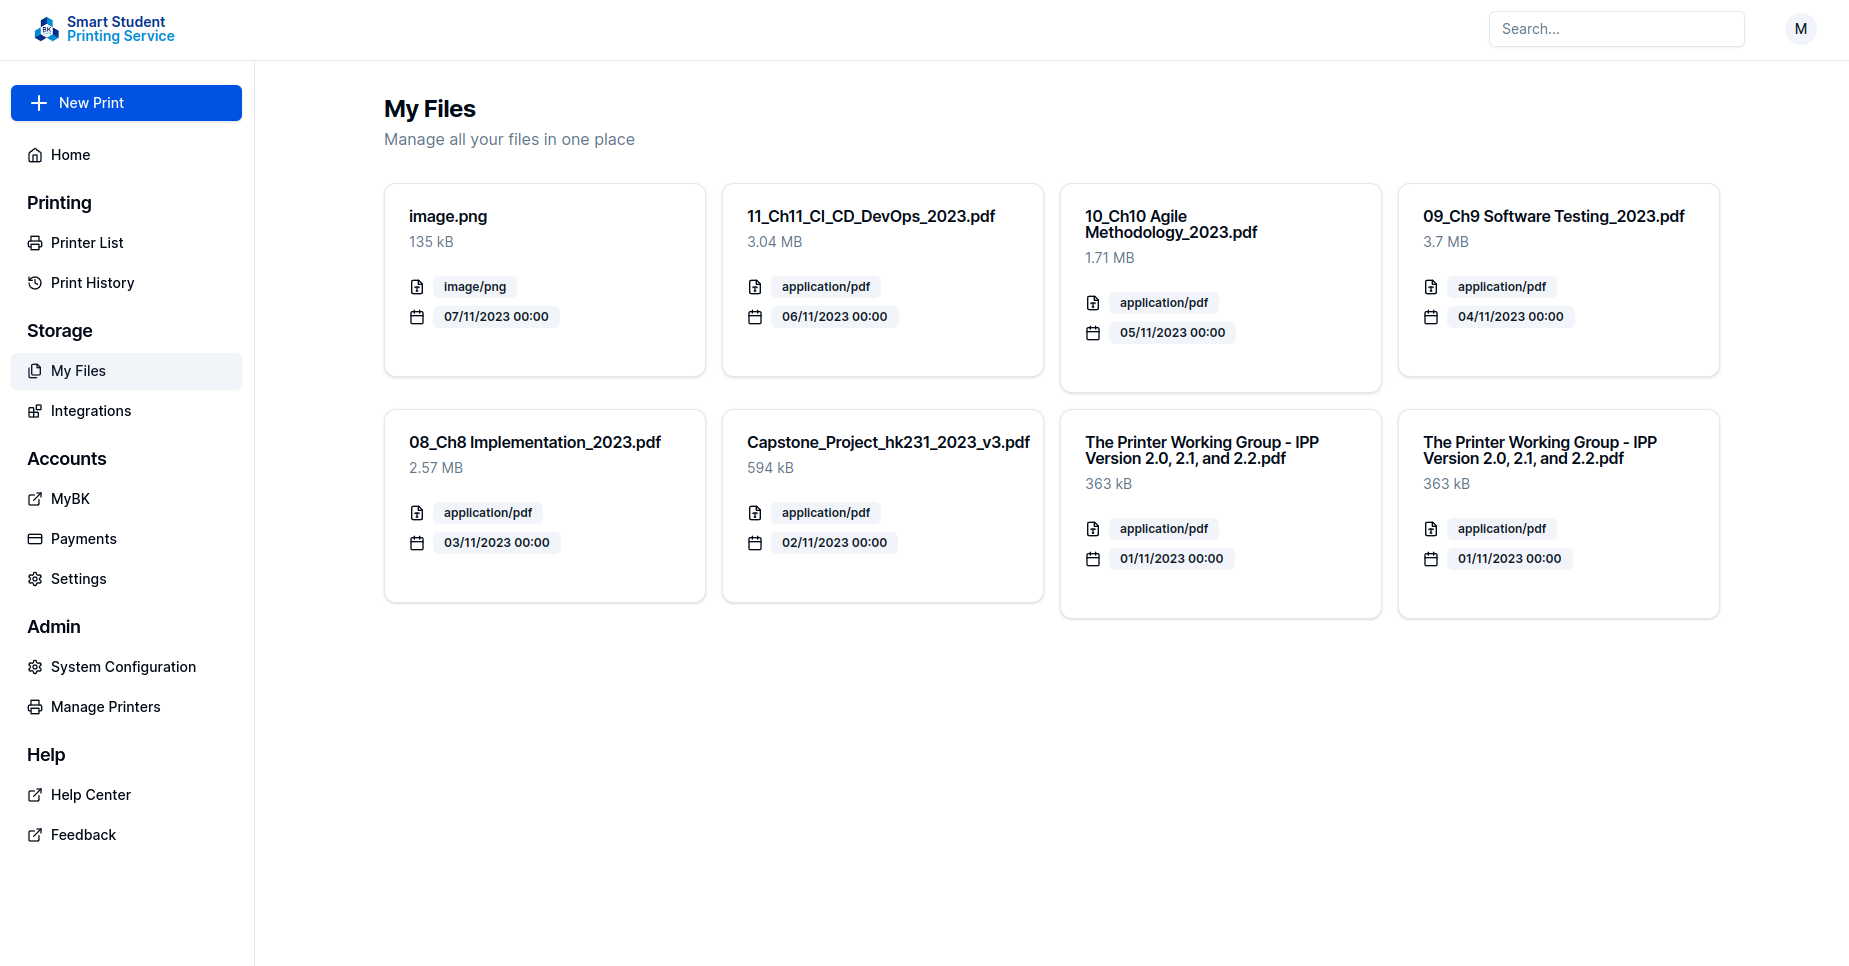 Smart Student
Printing Service
BK
Search...
M
New Print
Home
Printing
Printer List
Print History
Storage
My Files
Integrations
Accounts
MyBK
Payments
Settings
Admin
System Configuration
Manage Printers
Help
Help Center
Feedback
My Files
Manage all your files in one place
image.png
135 kB
image/png
07/11/2023 00:00
11_Ch11_CI_CD_DevOps_2023.pdf
3.04 MB
application/pdf
06/11/2023 00:00
10_Ch10 Agile
Methodology_2023.pdf
1.71 MB
application/pdf
05/11/2023 00:00
09_Ch9 Software Testing_2023.pdf
3.7 MB
application/pdf
04/11/2023 00:00
08_Ch8 Implementation_2023.pdf
2.57 MB
application/pdf
03/11/2023 00:00
Capstone_Project_hk231_2023_v3.pdf
594 kB
application/pdf
02/11/2023 00:00
The Printer Working Group - IPP
Version 2.0, 2.1, and 2.2.pdf
363 kB
application/pdf
01/11/2023 00:00
The Printer Working Group - IPP
Version 2.0, 2.1, and 2.2.pdf
363 kB
application/pdf
01/11/2023 00:00